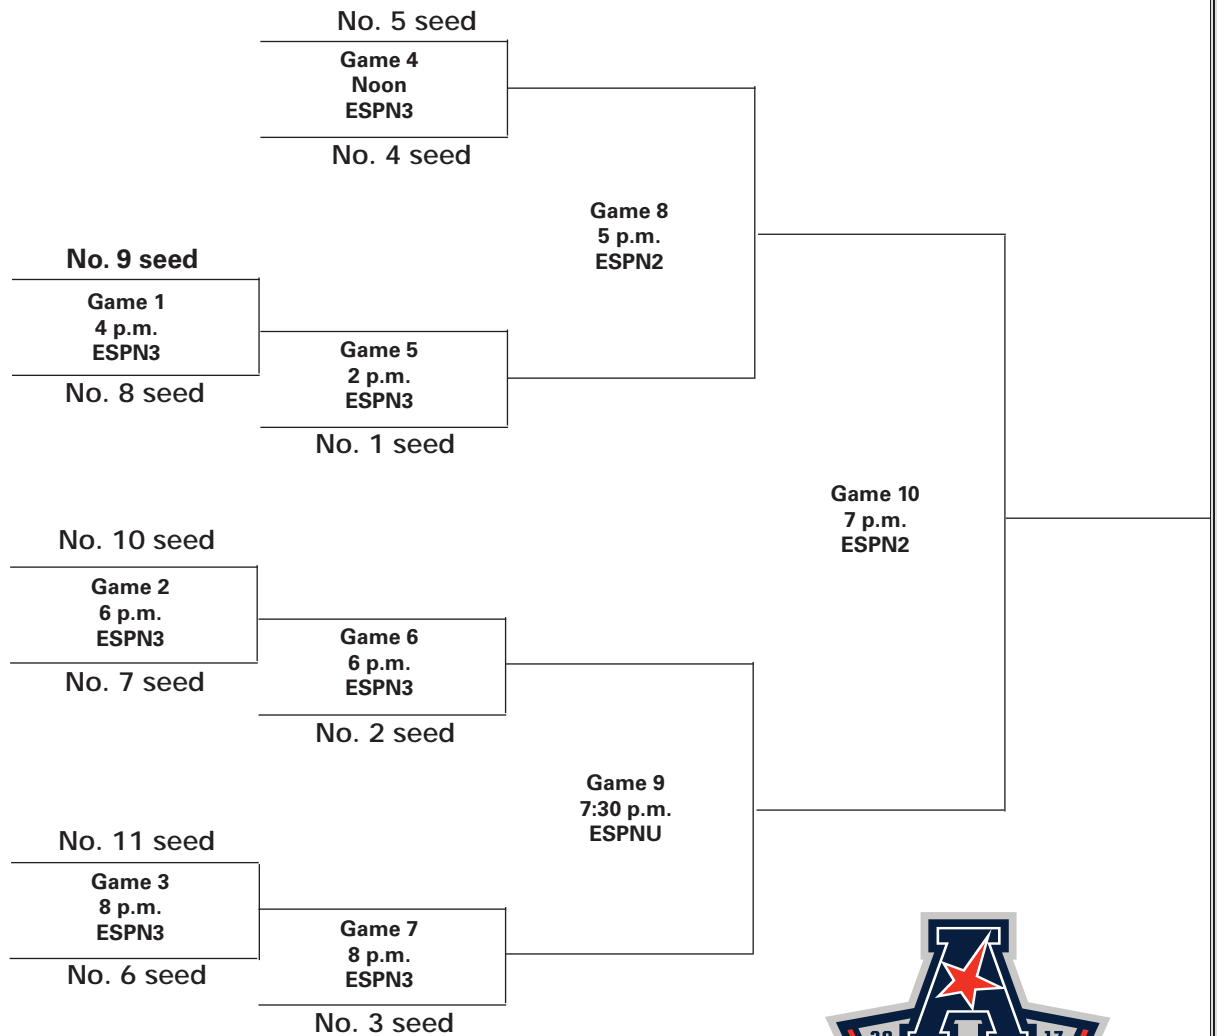 No. 5 seed
Game 4
Noon
ESPN3
No. 4 seed
Game 8
5 p.m.
ESPN2
No. 9 seed
Game 1
4 p.m.
ESPN3
No. 8 seed
Game 5
2 p.m.
ESPN3
No. 1 seed
Game 10
7 p.m.
ESPN2
No. 10 seed
Game 2
6 p.m.
ESPN3
No. 7 seed
Game 6
6 p.m.
ESPN3
No. 2 seed
Game 9
7:30 p.m.
ESPNU
No. 11 seed
Game 3
8 p.m.
ESPN3
No. 6 seed
Game 7
8 p.m.
ESPN3
No. 3 seed
A
20 17